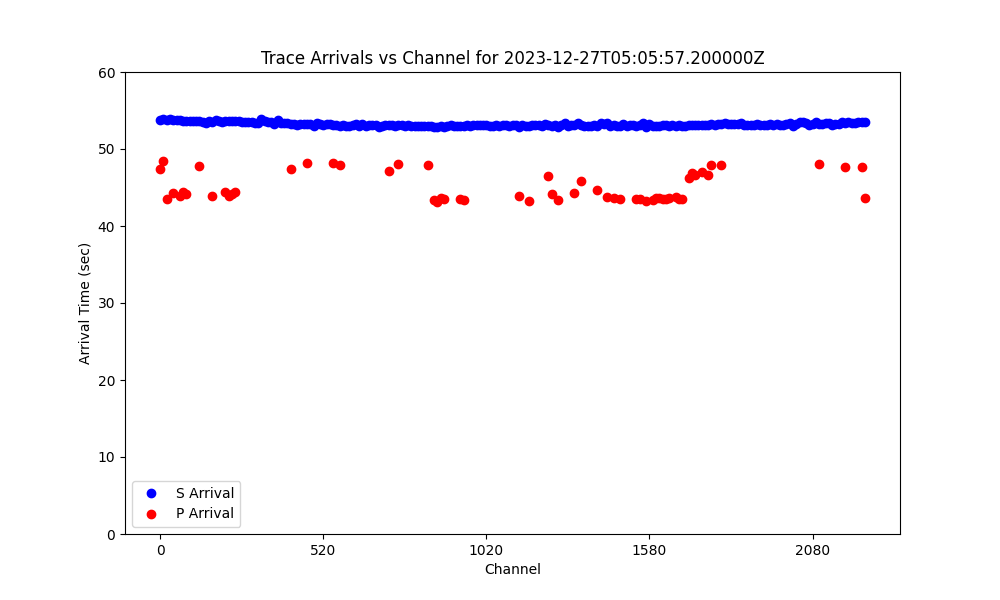 Trace Arrivals vs Channel for 2023-12-27T05:05:57.200000Z
60
50
40
30
20
10
0
Arrival Time (sec)
S Arrival
P Arrival
0 520 1020 1580 2080
Channel